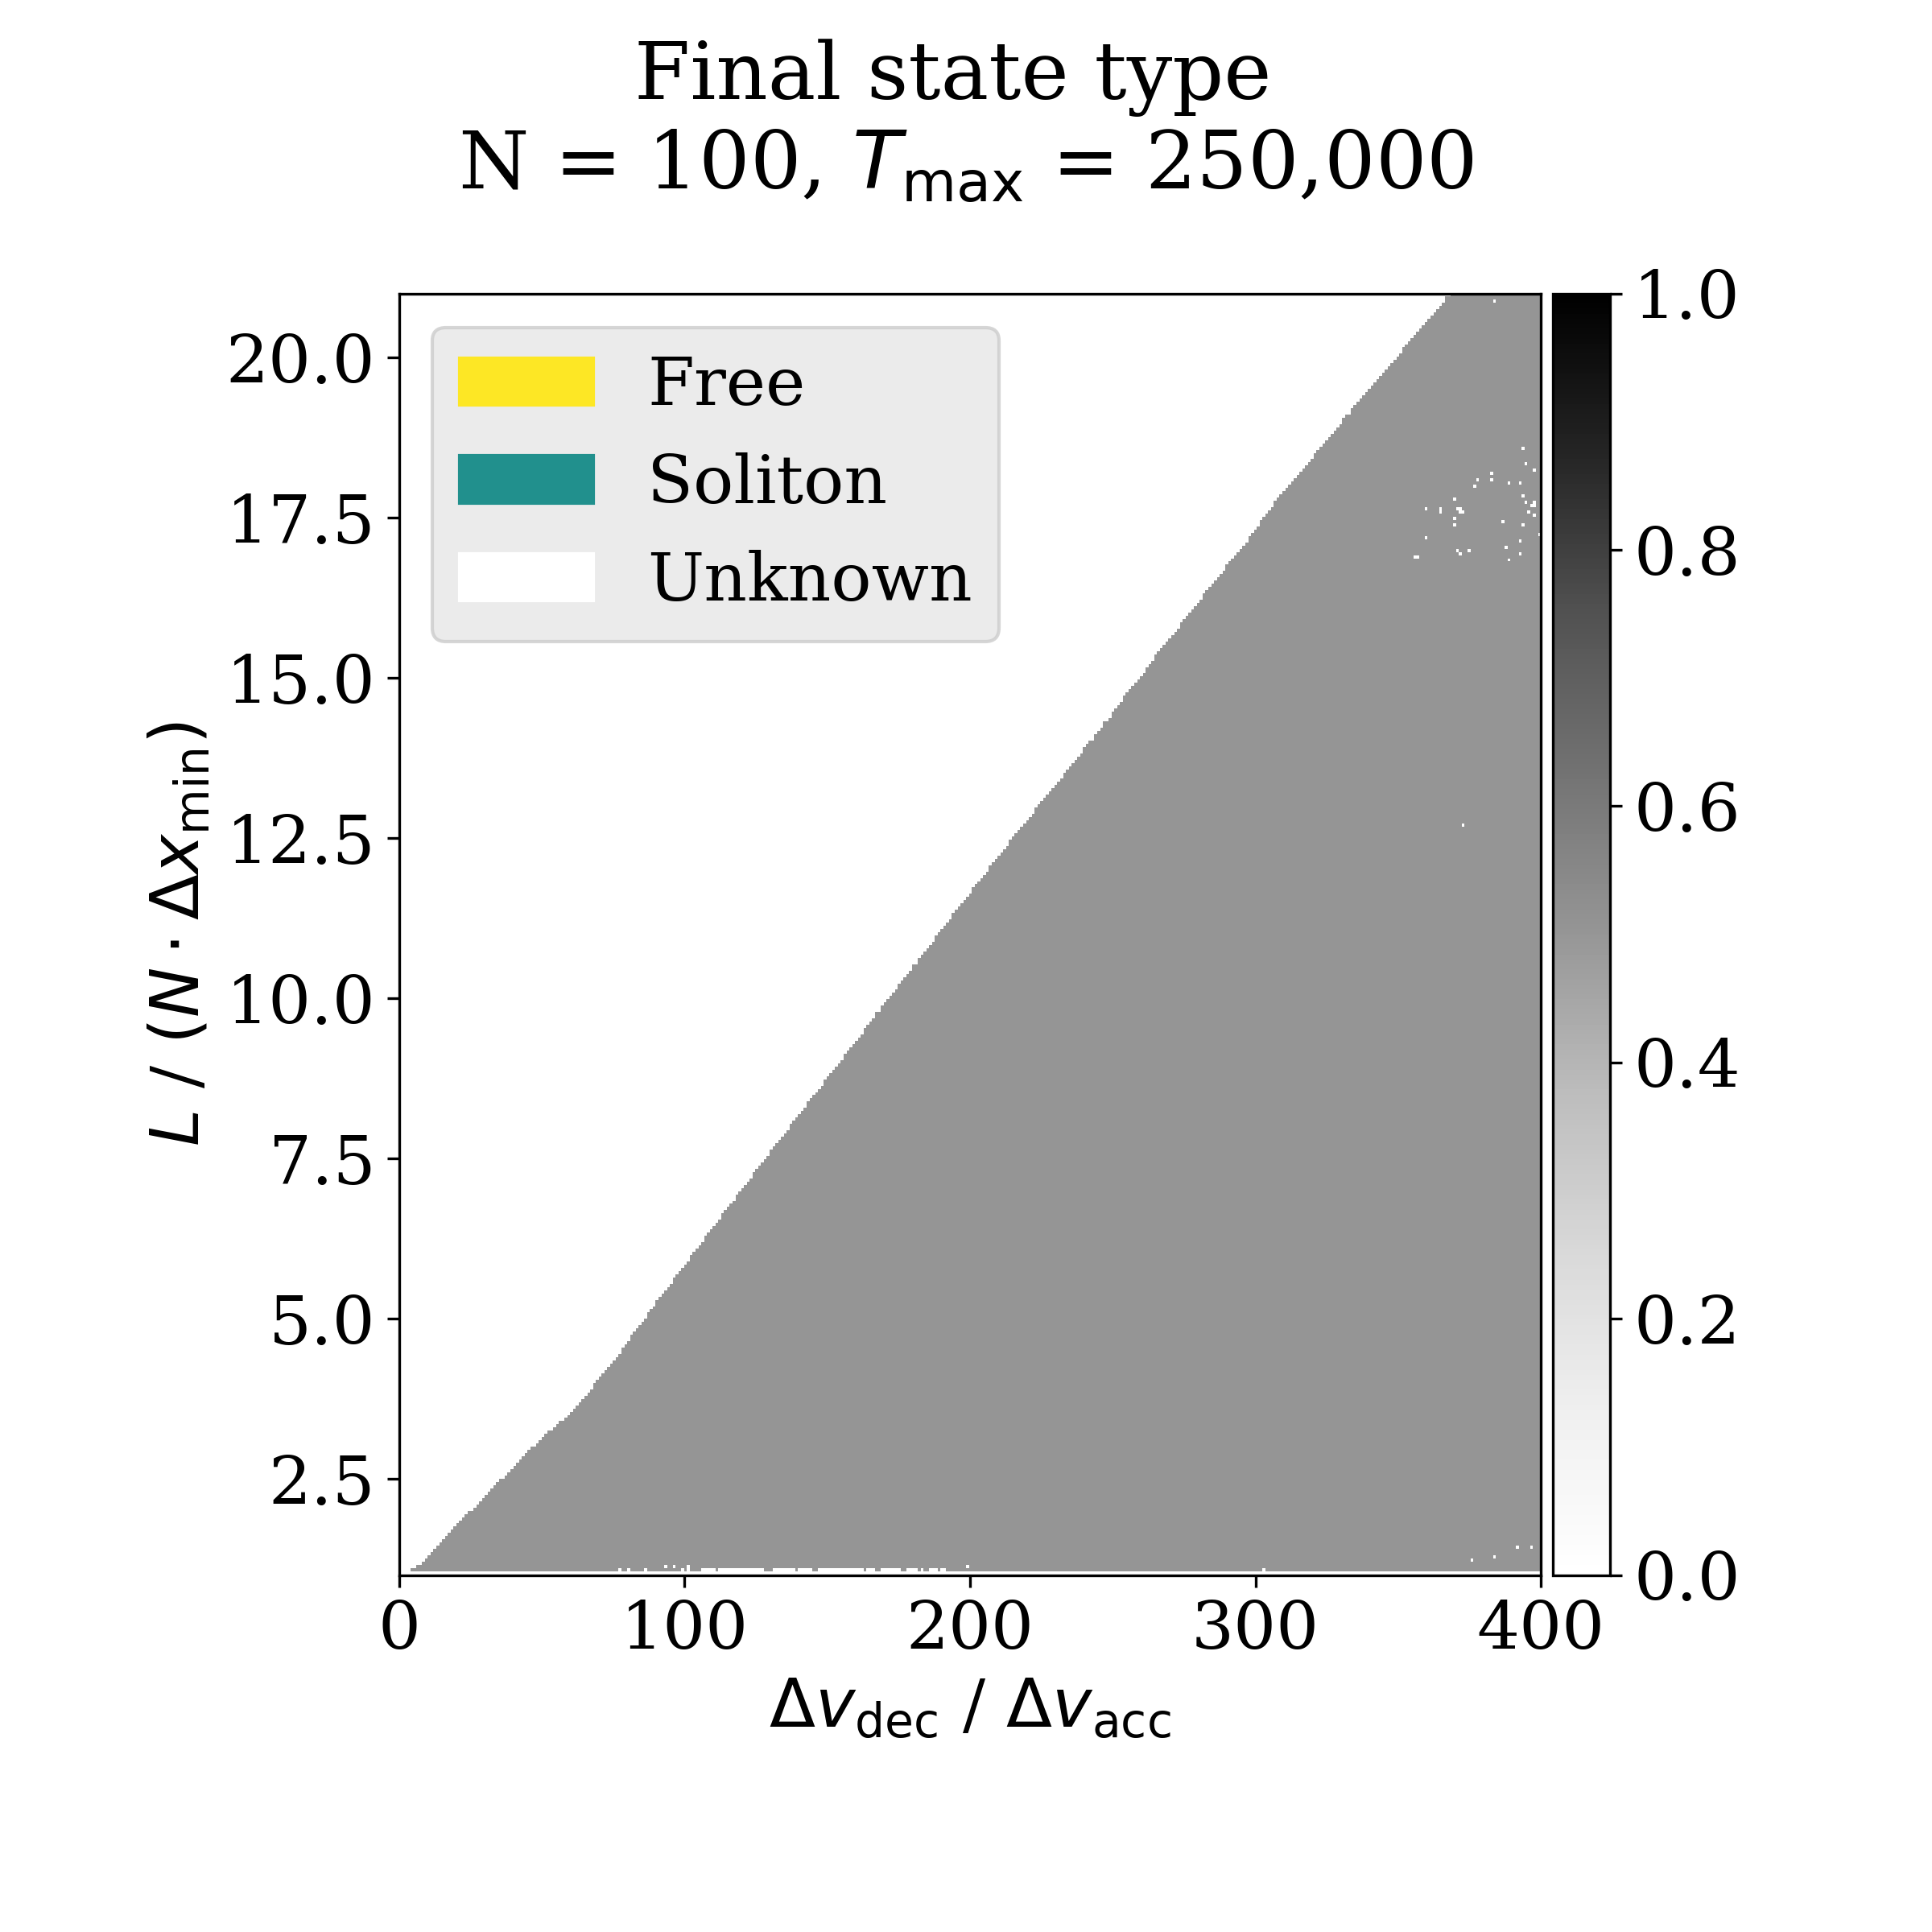 Final state type
N = 100, T_max = 250,000
Free
Soliton
Unknown
L / (N · Δx_min)
20.0
17.5
15.0
12.5
10.0
7.5
5.0
2.5
0 100 200 300 400
Δv_dec / Δv_acc
1.0
0.8
0.6
0.4
0.2
0.0